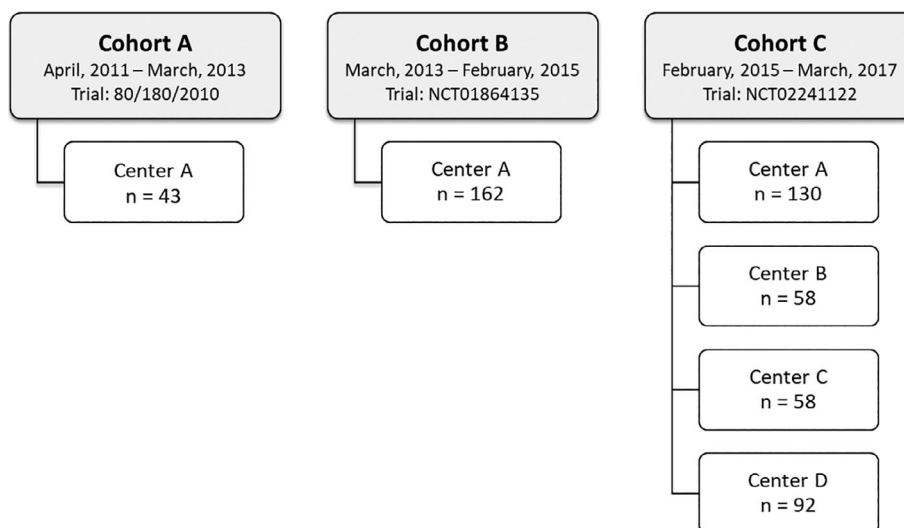 Cohort A
April, 2011 – March, 2013
Trial: 80/180/2010
Center A
n = 43
Cohort B
March, 2013 – February, 2015
Trial: NCT01864135
Center A
n = 162
Cohort C
February, 2015 – March, 2017
Trial: NCT02241122
Center A
n = 130
Center B
n = 58
Center C
n = 58
Center D
n = 92